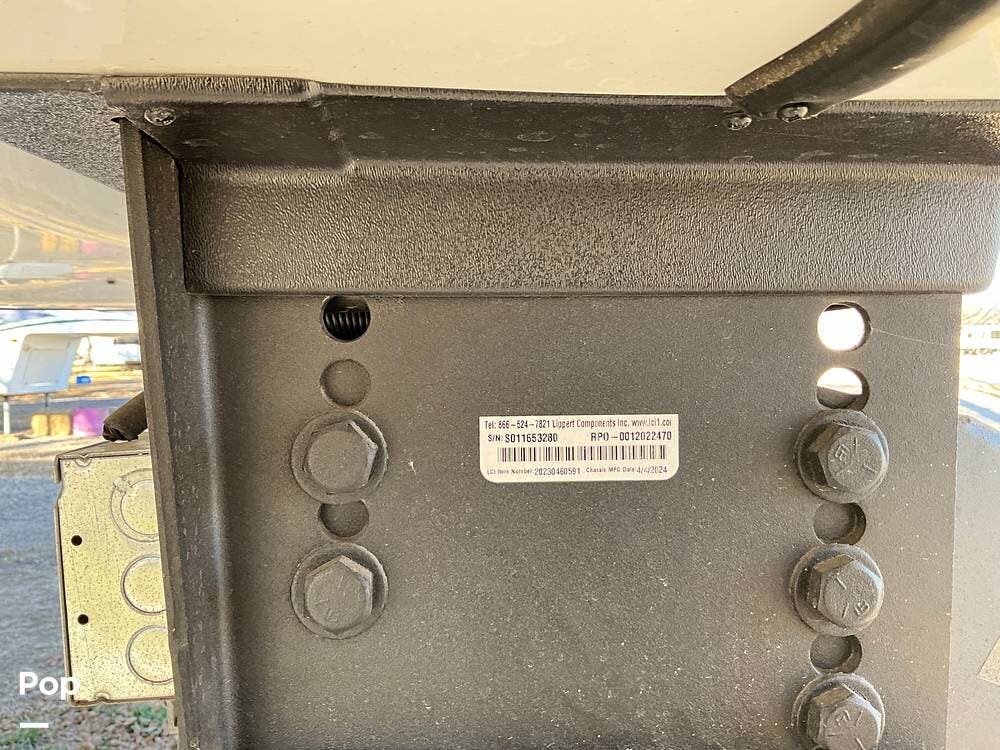 Tel: 866-524-7821 Lippert Components Inc. www.lci1.co
S/N: S011653280 RPO-0012022470
LCI Item Number: 20230460591 Chassis MFG Date: 4/4/2024
Pop